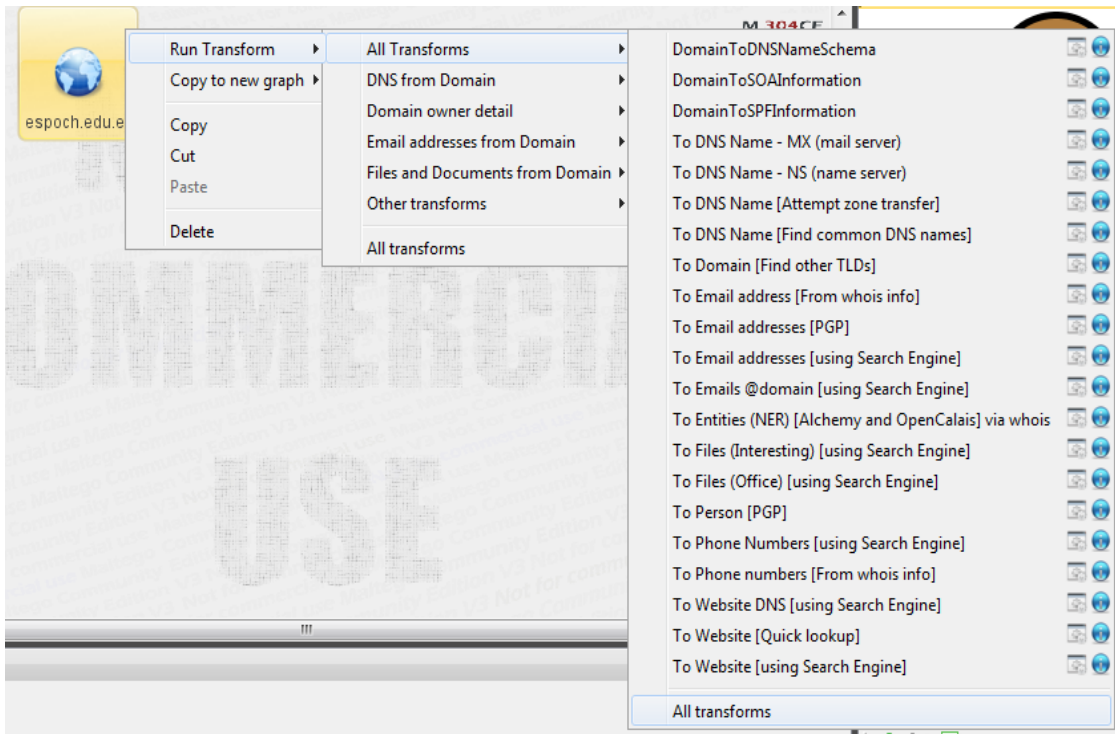 M 304CE
espoch.edu.e
Run Transform
Copy to new graph
Copy
Cut
Paste
Delete
All Transforms
DNS from Domain
Domain owner detail
Email addresses from Domain
Files and Documents from Domain
Other transforms
All transforms
DomainToDNSNameSchema
DomainToSOAInformation
DomainToSPFInformation
To DNS Name - MX (mail server)
To DNS Name - NS (name server)
To DNS Name [Attempt zone transfer]
To DNS Name [Find common DNS names]
To Domain [Find other TLDs]
To Email address [From whois info]
To Email addresses [PGP]
To Email addresses [using Search Engine]
To Emails @domain [using Search Engine]
To Entities (NER) [Alchemy and OpenCalais] via whois
To Files (Interesting) [using Search Engine]
To Files (Office) [using Search Engine]
To Person [PGP]
To Phone Numbers [using Search Engine]
To Phone numbers [From whois info]
To Website DNS [using Search Engine]
To Website [Quick lookup]
To Website [using Search Engine]
All transforms
USE